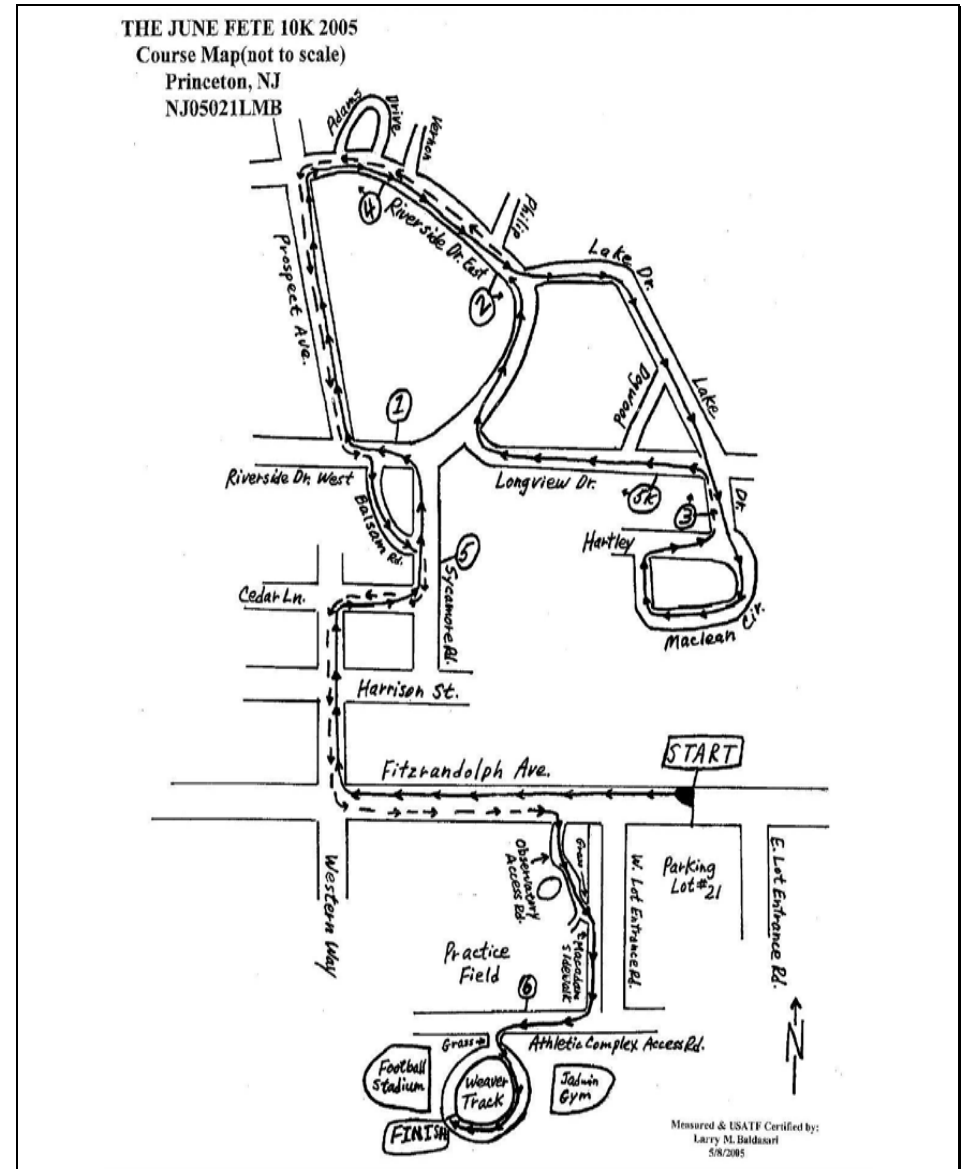 THE JUNE FETE 10K 2005
Course Map(not to scale)
Princeton, NJ
NJ05021LMB
Adams
Drive
Vernon
Philip
4
Riverside Dr. East
Lake Dr.
2
Prospect Ave.
Lake
Dr.
Dogwood
1
Riverside Dr. West
Longview Dr.
5K
3
Balsam Rd.
Hartley
5
Sycamore Rd.
Cedar Ln.
Maclean Cir.
Harrison St.
START
Fitzrandolph Ave.
Western Way
Observatory
Access Rd.
Grass
W. Lot Entrance Rd.
Parking
Lot #21
E. Lot Entrance Rd.
Macadam
Sidewalk
Practice
Field
6
N
Grass
Athletic Complex Access Rd.
Football
Stadium
Weaver
Track
Jadwin
Gym
FINISH
Measured & USATF Certified by:
Larry M. Baldasari
5/8/2005